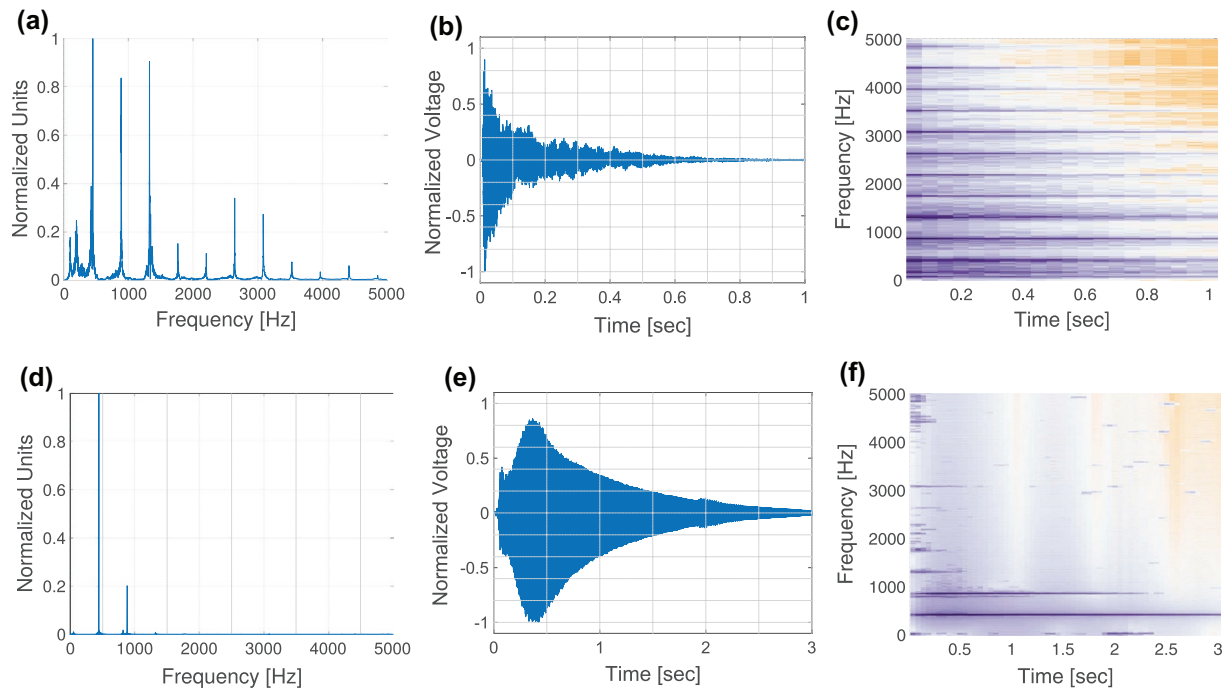 (a)
Normalized Units
1
0.8
0.6
0.4
0.2
0
0 1000 2000 3000 4000 5000
Frequency [Hz]
(b)
Normalized Voltage
1
0.5
0
-0.5
-1
0 0.2 0.4 0.6 0.8 1
Time [sec]
(c)
Frequency [Hz]
5000
4000
3000
2000
1000
0
0.2 0.4 0.6 0.8 1
Time [sec]
(d)
Normalized Units
1
0.8
0.6
0.4
0.2
0
0 1000 2000 3000 4000 5000
Frequency [Hz]
(e)
Normalized Voltage
1
0.5
0
-0.5
-1
0 1 2 3
Time [sec]
(f)
Frequency [Hz]
5000
4000
3000
2000
1000
0
0.5 1 1.5 2 2.5 3
Time [sec]